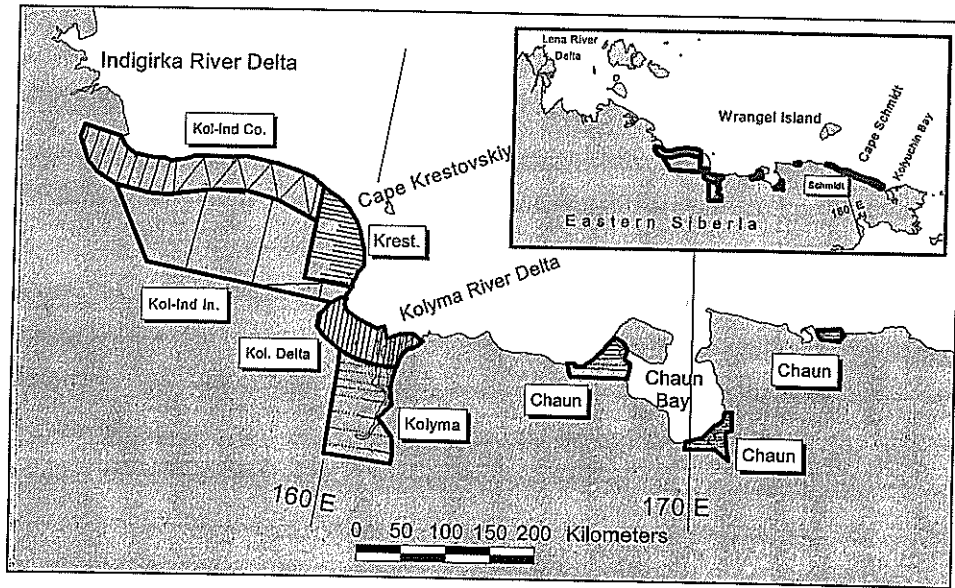 Indigirka River Delta
Kol-Ind Co.
Cape Krestovskiy
Krest.
Kol-Ind In.
Kolyma River Delta
Kol. Delta
Kolyma
Chaun
Chaun
Bay
Chaun
Chaun
160 E
170 E
0 50 100 150 200 Kilometers
Lena River
Delta
Wrangel Island
Cape Schmidt
Kolyuchin Bay
Schmidt
180 E
Eastern Siberia